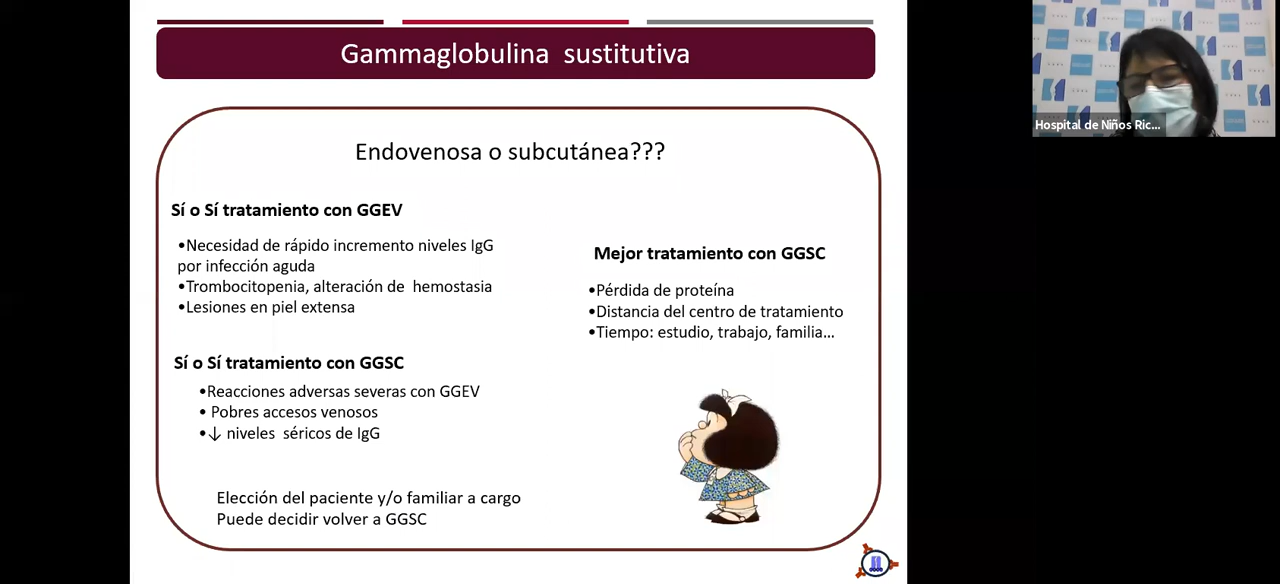 Gammaglobulina sustitutiva
Endovenosa o subcutánea???
Sí o Sí tratamiento con GGEV
•Necesidad de rápido incremento niveles IgG
por infección aguda
•Trombocitopenia, alteración de hemostasia
•Lesiones en piel extensa
Sí o Sí tratamiento con GGSC
•Reacciones adversas severas con GGEV
• Pobres accesos venosos
•↓ niveles séricos de IgG
Mejor tratamiento con GGSC
•Pérdida de proteína
•Distancia del centro de tratamiento
•Tiempo: estudio, trabajo, familia...
Elección del paciente y/o familiar a cargo
Puede decidir volver a GGSC
Hospital de Niños Ric...